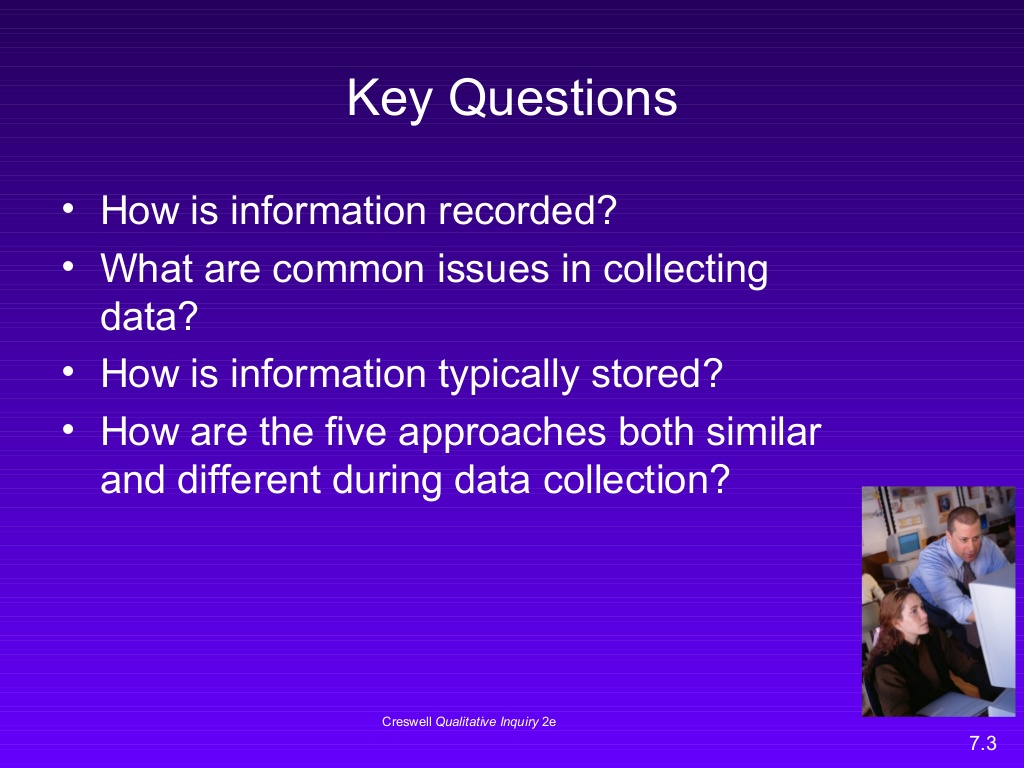 Key Questions
• How is information recorded?
• What are common issues in collecting
data?
• How is information typically stored?
• How are the five approaches both similar
and different during data collection?
Creswell Qualitative Inquiry 2e
7.3